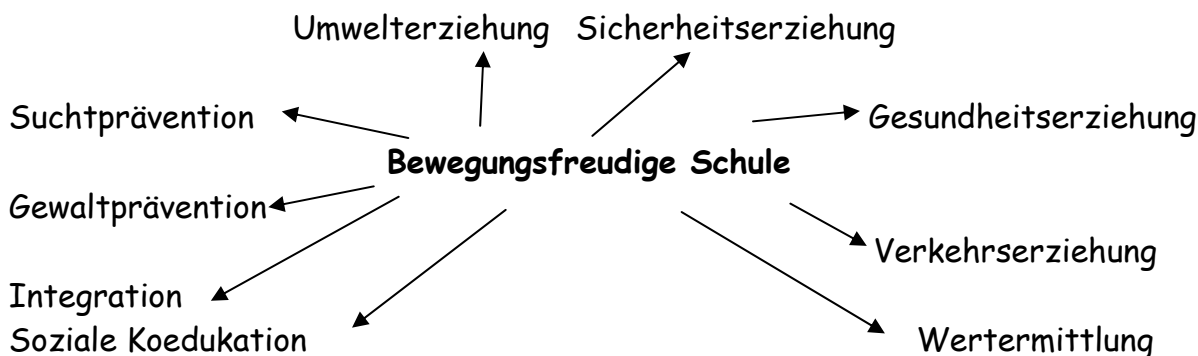 Umwelterziehung Sicherheitserziehung
Suchtprävention Gesundheitserziehung
Bewegungsfreudige Schule
Gewaltprävention
Verkehrserziehung
Integration
Soziale Koedukation Wertermittlung